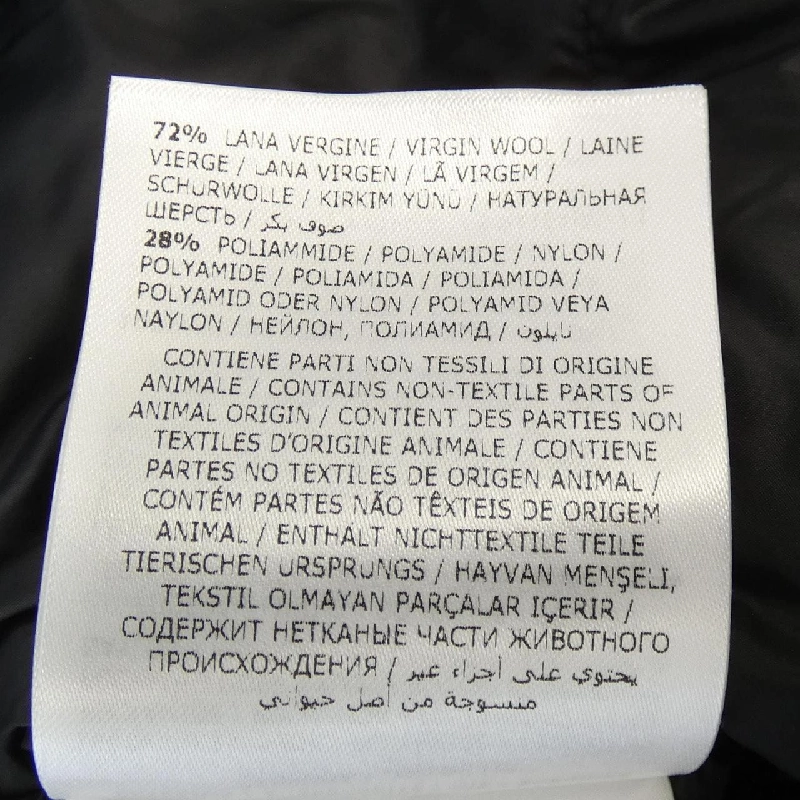 72% LANA VERGINE / VIRGIN WOOL / LAINE
VIERGE / LANA VIRGEN / LÃ VIRGEM /
SCHURWOLLE / KIRKIM YÜNÜ / НАТУРАЛЬНАЯ
ШЕРСТЬ / صوف بكر
28% POLIAMMIDE / POLYAMIDE / NYLON /
POLYAMIDE / POLIAMIDA / POLIAMIDA /
POLYAMID ODER NYLON / POLYAMID VEYA
NAYLON / НЕЙЛОН, ПОЛИАМИД / نايلون
CONTIENE PARTI NON TESSILI DI ORIGINE
ANIMALE / CONTAINS NON-TEXTILE PARTS OF
ANIMAL ORIGIN / CONTIENT DES PARTIES NON
TEXTILES D'ORIGINE ANIMALE / CONTIENE
PARTES NO TEXTILES DE ORIGEN ANIMAL /
CONTÉM PARTES NÃO TÊXTEIS DE ORIGEM
ANIMAL / ENTHÄLT NICHTTEXTILE TEILE
TIERISCHEN URSPRUNGS / HAYVAN MENŞELİ,
TEKSTIL OLMAYAN PARÇALAR IÇERIR /
СОДЕРЖИТ НЕТКАНЫЕ ЧАСТИ ЖИВОТНОГО
ПРОИСХОЖДЕНИЯ / يحتوي على أجزاء غير
منسوجة من أصل حيواني